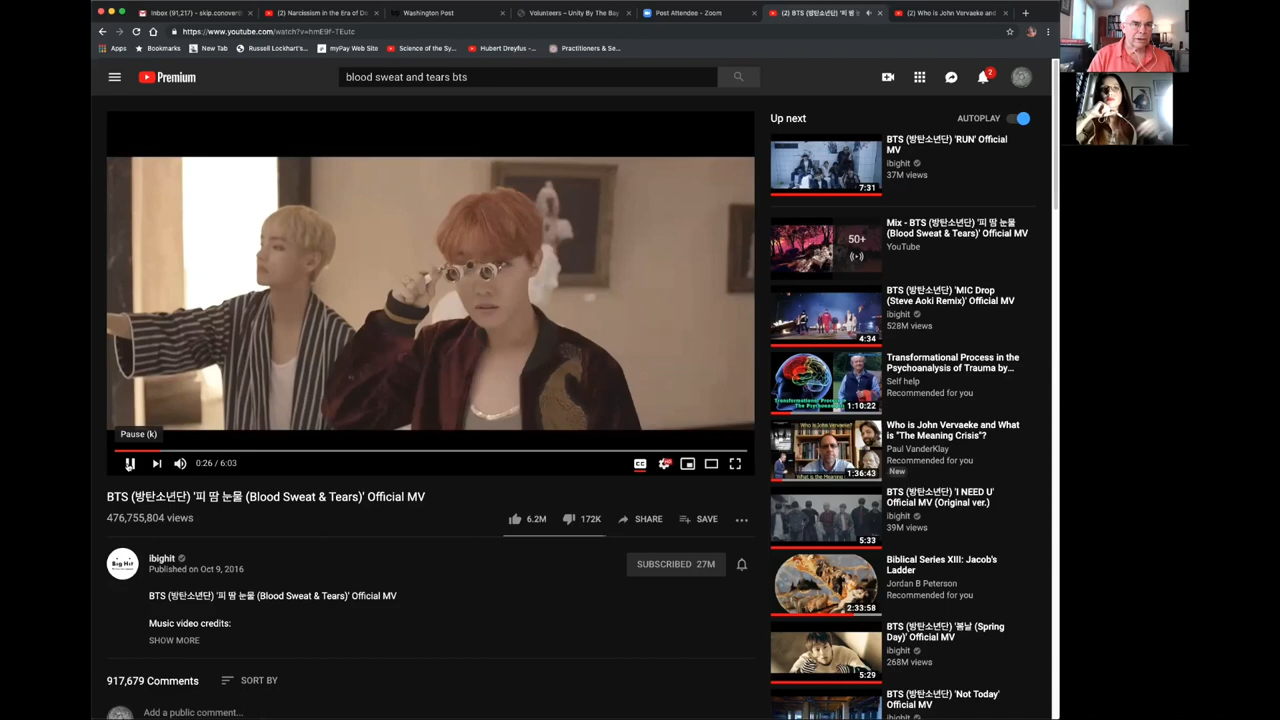 Inbox (91,217) - skip.conover
(2) Narcissism in the Era of D
Washington Post
Volunteers – Unity By The Bay
Post Attendee - Zoom
(2) BTS (방탄소년단) '피 땀
(2) Who is John Vervaeke and
https://www.youtube.com/watch?v=hmE9f-TEutc
Apps
Bookmarks
New Tab
Russell Lockhart's...
myPay Web Site
Science of the Sy...
Hubert Dreyfus -...
Practitioners & Se...
Premium
blood sweat and tears bts
2
Up next
AUTOPLAY
BTS (방탄소년단) 'RUN' Official
MV
ibighit
37M views
7:31
Mix - BTS (방탄소년단) '피 땀 눈물
(Blood Sweat & Tears)' Official MV
YouTube
50+
BTS (방탄소년단) 'MIC Drop
(Steve Aoki Remix)' Official MV
ibighit
528M views
4:34
Transformational Process in the
Psychoanalysis of Trauma by...
Self help
Recommended for you
1:10:22
Who is John Vervaeke and What
is "The Meaning Crisis"?
Paul VanderKlay
Recommended for you
New
1:36:43
BTS (방탄소년단) 'I NEED U'
Official MV (Original ver.)
ibighit
39M views
5:33
Biblical Series XIII: Jacob's
Ladder
Jordan B Peterson
Recommended for you
2:33:58
BTS (방탄소년단) '봄날 (Spring
Day)' Official MV
ibighit
268M views
5:29
BTS (방탄소년단) 'Not Today'
Official MV
ibighit
Pause (k)
0:26 / 6:03
CC
BTS (방탄소년단) '피 땀 눈물 (Blood Sweat & Tears)' Official MV
476,755,804 views
6.2M
172K
SHARE
SAVE
Big Hit
ibighit
Published on Oct 9, 2016
SUBSCRIBED 27M
BTS (방탄소년단) '피 땀 눈물 (Blood Sweat & Tears)' Official MV
Music video credits:
SHOW MORE
917,679 Comments
SORT BY
Add a public comment...